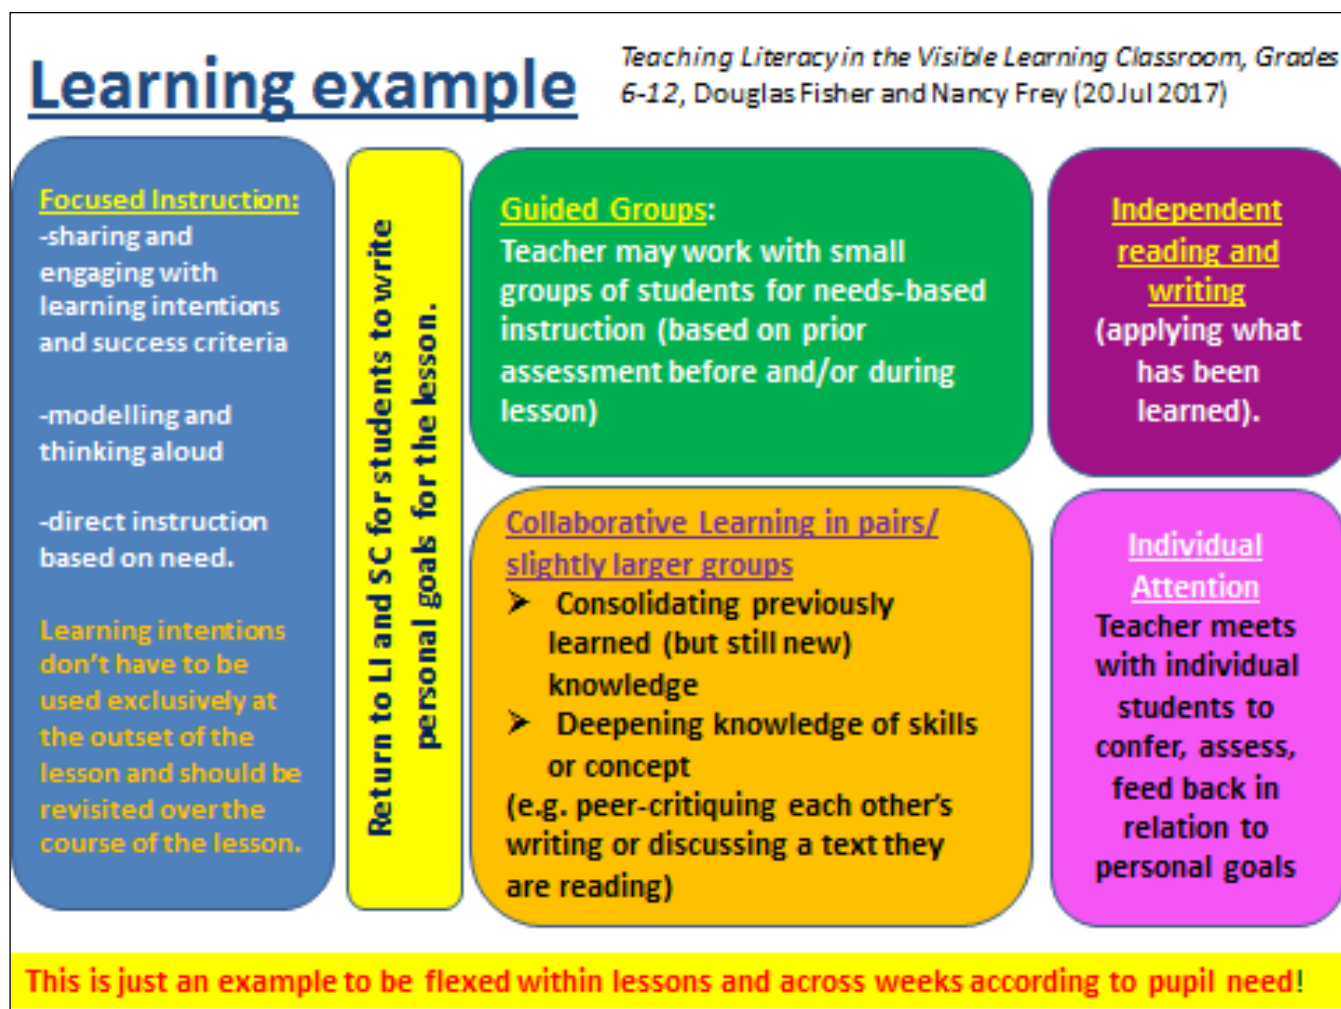 Learning example
Teaching Literacy in the Visible Learning Classroom, Grades
6-12, Douglas Fisher and Nancy Frey (20 Jul 2017)
Focused Instruction:
-sharing and
engaging with
learning intentions
and success criteria
-modelling and
thinking aloud
-direct instruction
based on need.
Learning intentions
don't have to be
used exclusively at
the outset of the
lesson and should be
revisited over the
course of the lesson.
Return to LI and SC for students to write
personal goals for the lesson.
Guided Groups:
Teacher may work with small
groups of students for needs-based
instruction (based on prior
assessment before and/or during
lesson)
Collaborative Learning in pairs/
slightly larger groups
➤ Consolidating previously
learned (but still new)
knowledge
➤ Deepening knowledge of skills
or concept
(e.g. peer-critiquing each other's
writing or discussing a text they
are reading)
Independent
reading and
writing
(applying what
has been
learned).
Individual
Attention
Teacher meets
with individual
students to
confer, assess,
feed back in
relation to
personal goals
This is just an example to be flexed within lessons and across weeks according to pupil need!